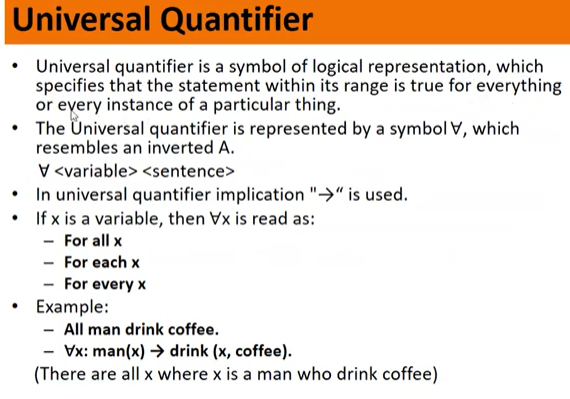 Universal Quantifier
• Universal quantifier is a symbol of logical representation, which
specifies that the statement within its range is true for everything
or every instance of a particular thing.
• The Universal quantifier is represented by a symbol ∀, which
resembles an inverted A.
∀ <variable> <sentence>
• In universal quantifier implication "→“ is used.
• If x is a variable, then ∀x is read as:
– For all x
– For each x
– For every x
• Example:
– All man drink coffee.
– ∀x: man(x) → drink (x, coffee).
(There are all x where x is a man who drink coffee)